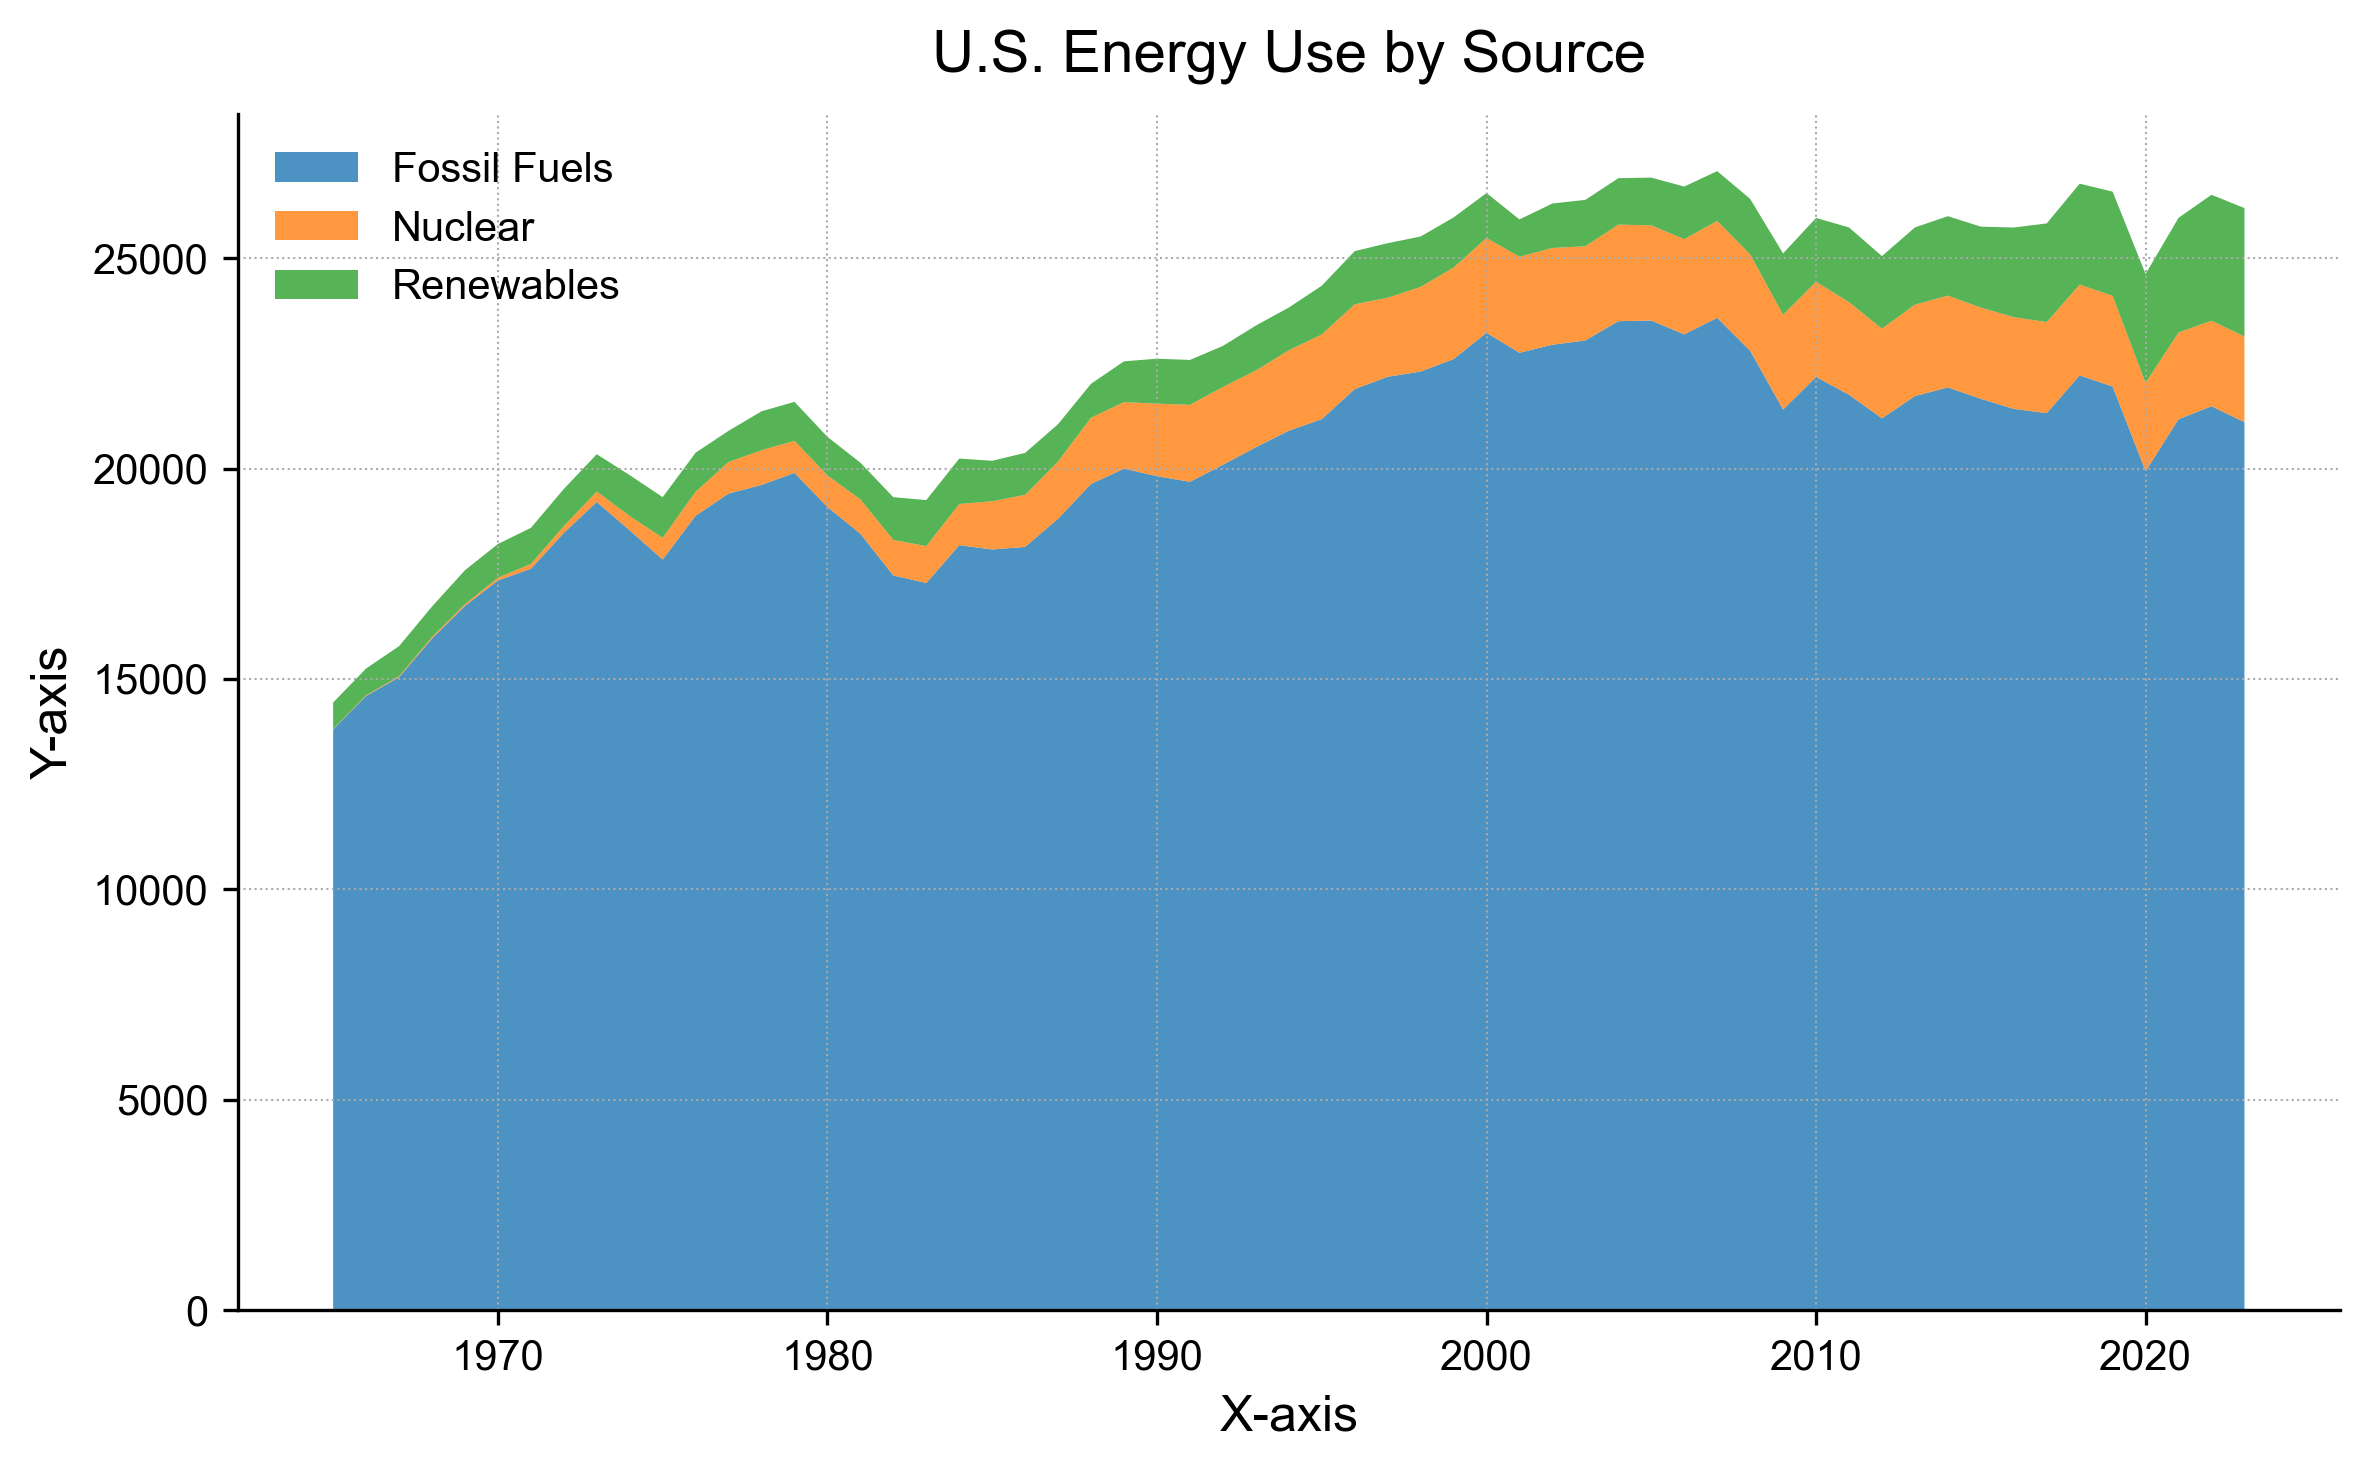 U.S. Energy Use by Source
Fossil Fuels
Nuclear
Renewables
25000
20000
15000
10000
5000
0
Y-axis
1970 1980 1990 2000 2010 2020
X-axis